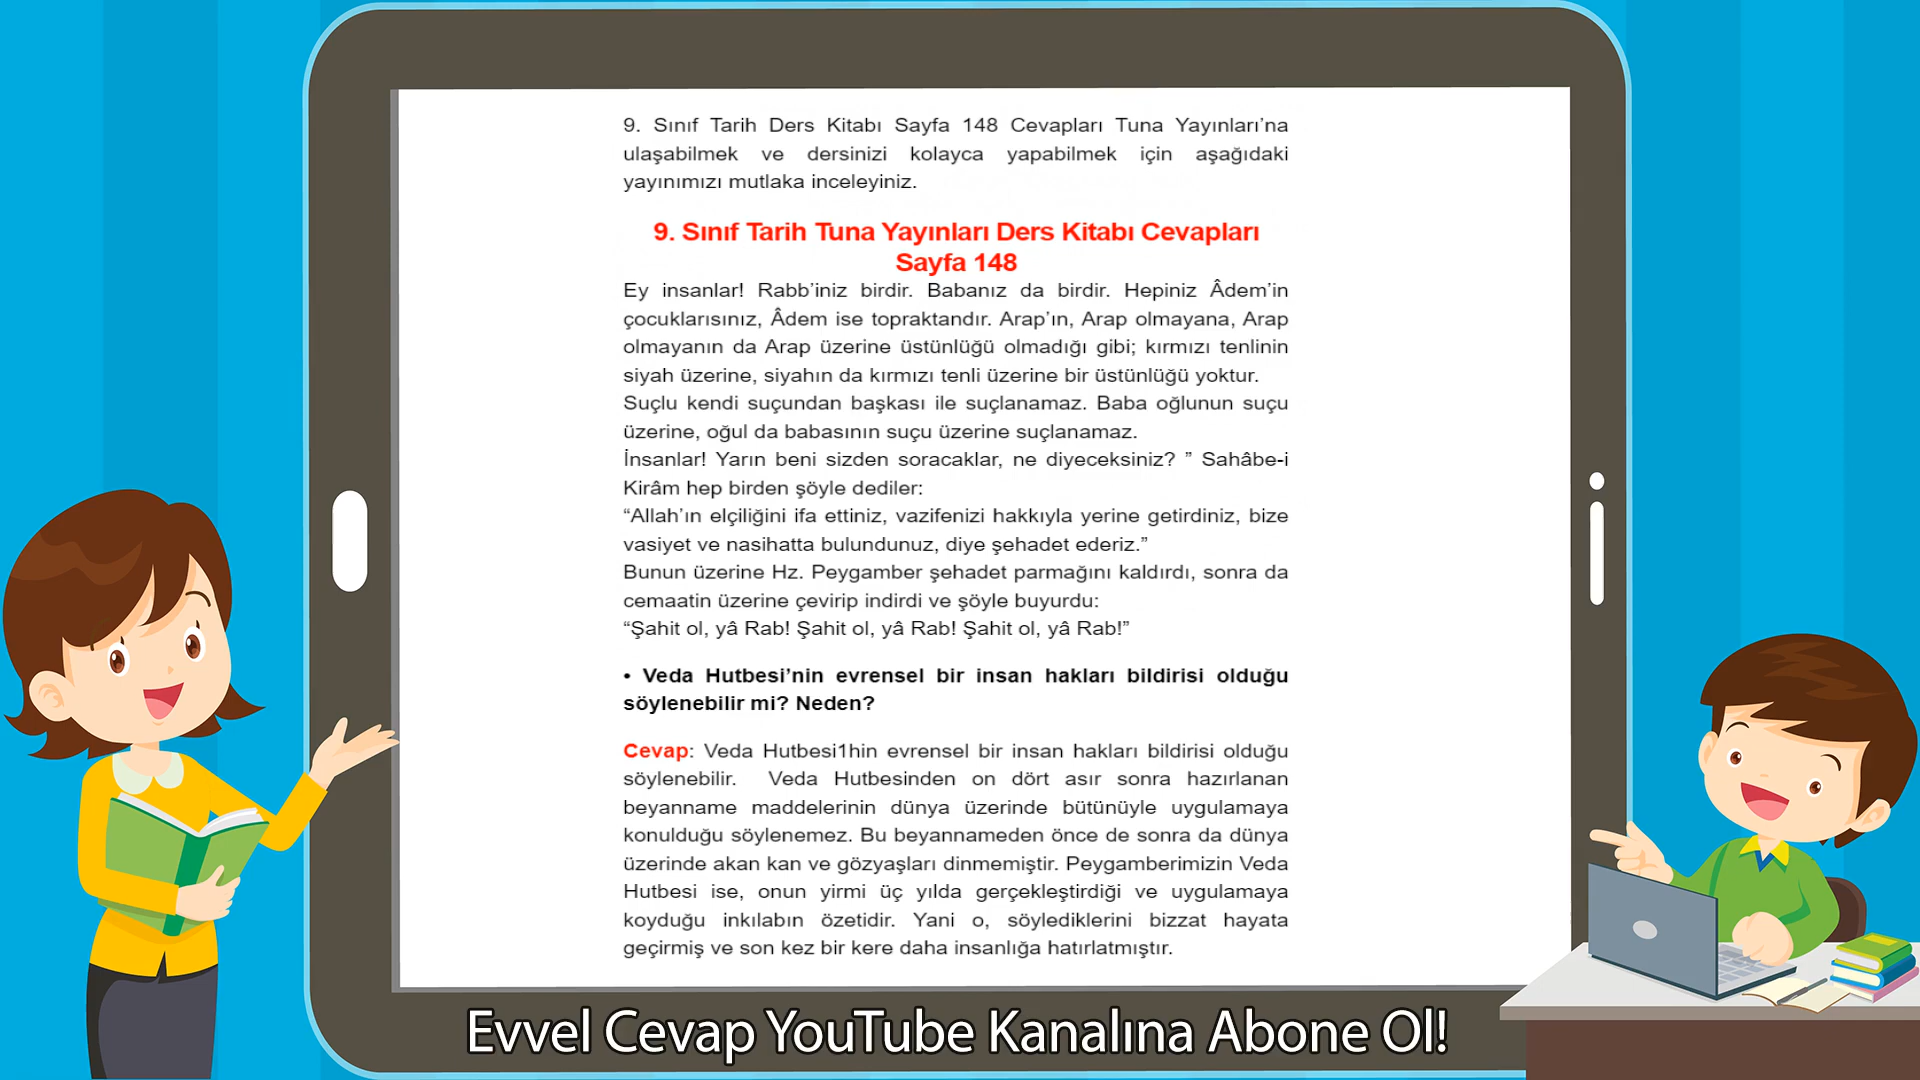 9. Sınıf Tarih Ders Kitabı Sayfa 148 Cevapları Tuna Yayınları’na
ulaşabilmek ve dersinizi kolayca yapabilmek için aşağıdaki
yayınımızı mutlaka inceleyiniz.
9. Sınıf Tarih Tuna Yayınları Ders Kitabı Cevapları
Sayfa 148
Ey insanlar! Rabb’iniz birdir. Babanız da birdir. Hepiniz Âdem’in
çocuklarısınız, Âdem ise topraktandır. Arap’ın, Arap olmayana, Arap
olmayanın da Arap üzerine üstünlüğü olmadığı gibi; kırmızı tenlinin
siyah üzerine, siyahın da kırmızı tenli üzerine bir üstünlüğü yoktur.
Suçlu kendi suçundan başkası ile suçlanamaz. Baba oğlunun suçu
üzerine, oğul da babasının suçu üzerine suçlanamaz.
İnsanlar! Yarın beni sizden soracaklar, ne diyeceksiniz? ” Sahâbe-i
Kirâm hep birden şöyle dediler:
“Allah’ın elçiliğini ifa ettiniz, vazifenizi hakkıyla yerine getirdiniz, bize
vasiyet ve nasihatta bulundunuz, diye şehadet ederiz.”
Bunun üzerine Hz. Peygamber şehadet parmağını kaldırdı, sonra da
cemaatin üzerine çevirip indirdi ve şöyle buyurdu:
“Şahit ol, yâ Rab! Şahit ol, yâ Rab! Şahit ol, yâ Rab!”
• Veda Hutbesi’nin evrensel bir insan hakları bildirisi olduğu
söylenebilir mi? Neden?
Cevap: Veda Hutbesi1hin evrensel bir insan hakları bildirisi olduğu
söylenebilir. Veda Hutbesinden on dört asır sonra hazırlanan
beyanname maddelerinin dünya üzerinde bütünüyle uygulamaya
konulduğu söylenemez. Bu beyannameden önce de sonra da dünya
üzerinde akan kan ve gözyaşları dinmemiştir. Peygamberimizin Veda
Hutbesi ise, onun yirmi üç yılda gerçekleştirdiği ve uygulamaya
koyduğu inkılabın özetidir. Yani o, söylediklerini bizzat hayata
geçirmiş ve son kez bir kere daha insanlığa hatırlatmıştır.
Evvel Cevap YouTube Kanalına Abone Ol!